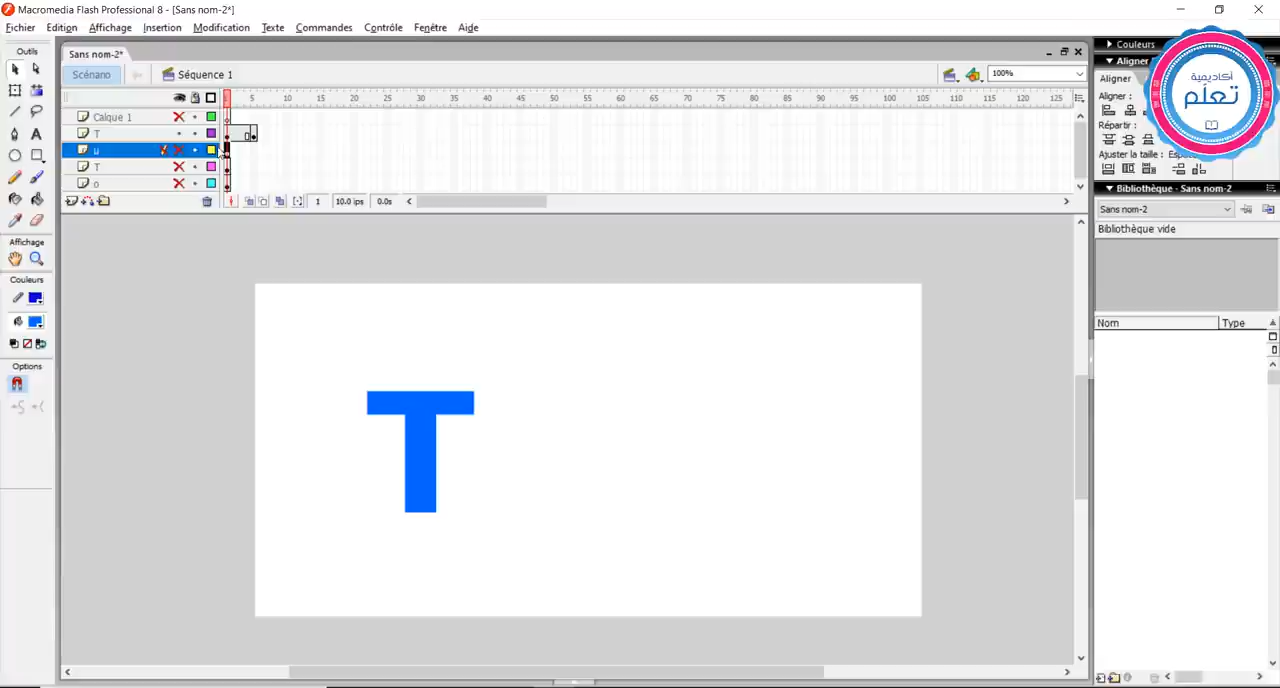 Macromedia Flash Professional 8 - [Sans nom-2*]
Fichier Edition Affichage Insertion Modification Texte Commandes Contrôle Fenêtre Aide
Outils
Affichage
Couleurs
Options
Sans nom-2*
Scénario
Séquence 1
100%
5 10 15 20 25 30 35 40 45 50 55 60 65 70 75 80 85 90 95 100 105 110 115 120 125
Calque 1
T
u
T
o
1 10.0 ips 0.0s
T
Couleurs
Aligner
Aligner
Aligner :
Répartir :
Ajuster la taille :
أكاديمية
تعلّم
Bibliothèque - Sans nom-2
Sans nom-2
Bibliothèque vide
Nom Type